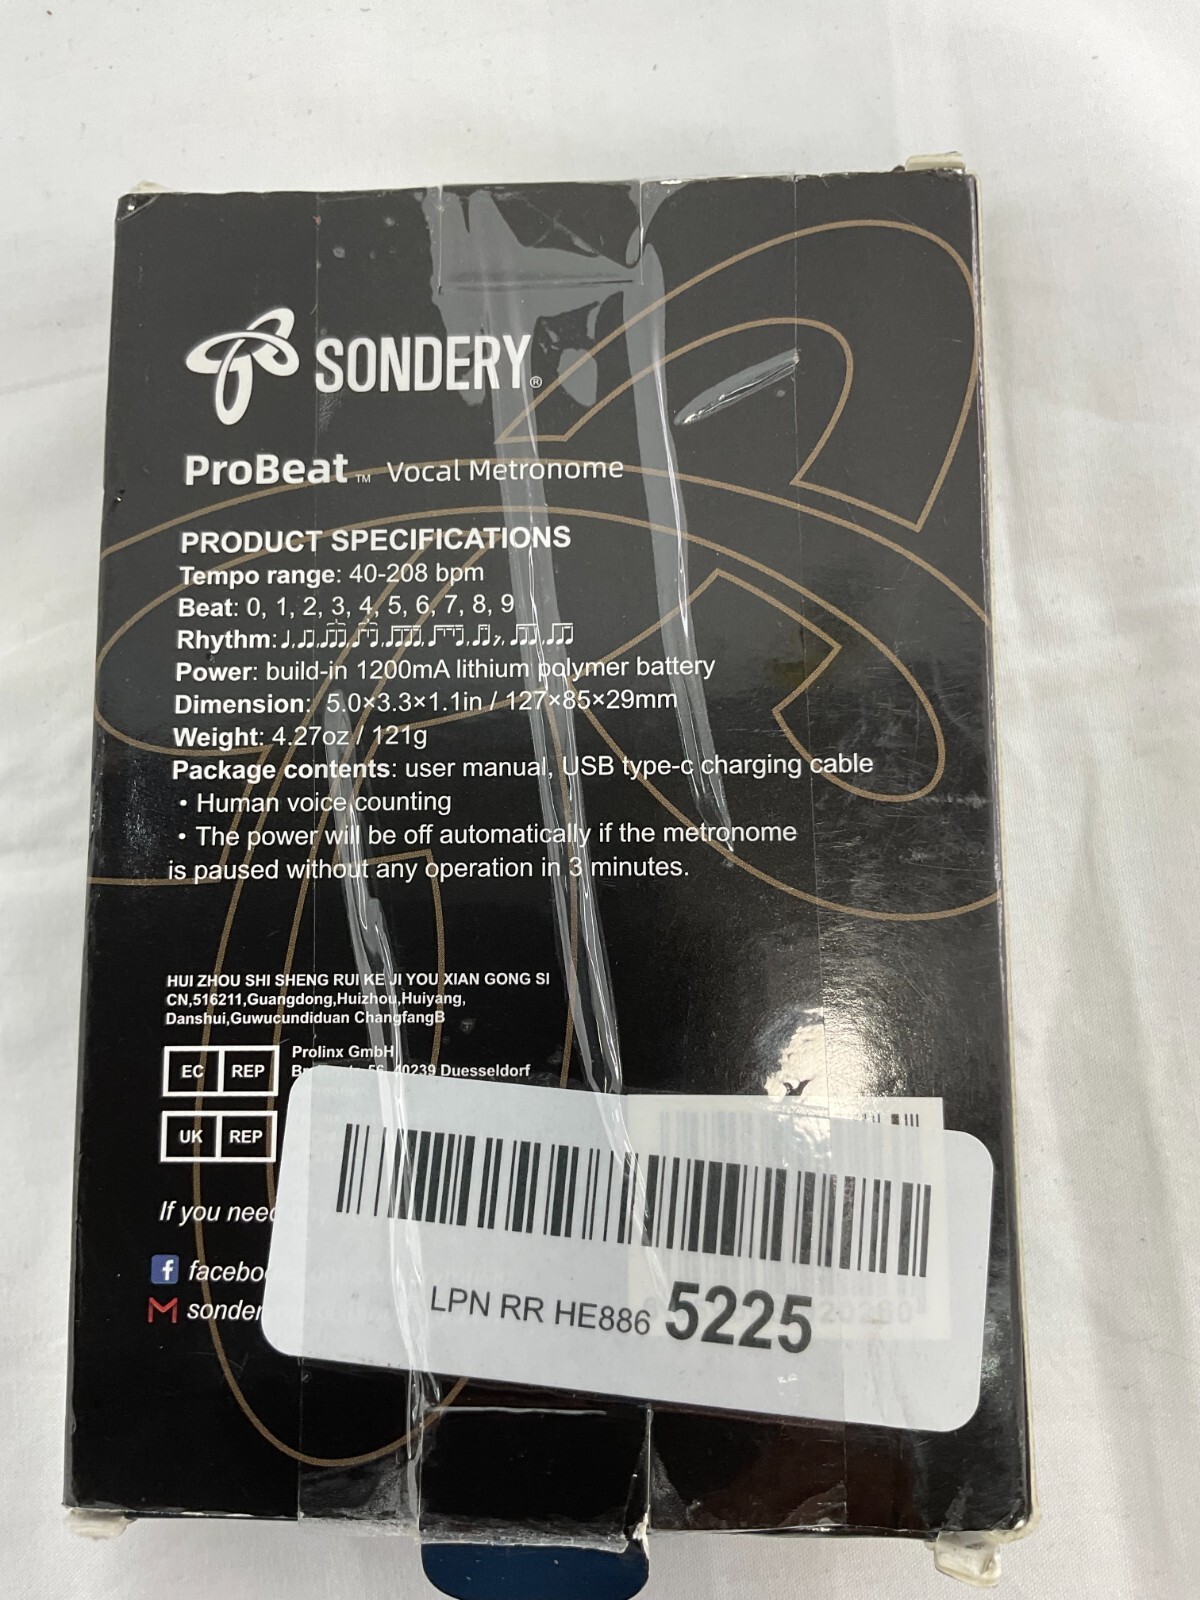 SONDERY®
ProBeat™ Vocal Metronome
PRODUCT SPECIFICATIONS
Tempo range: 40-208 bpm
Beat: 0, 1, 2, 3, 4, 5, 6, 7, 8, 9
Rhythm:
Power: build-in 1200mA lithium polymer battery
Dimension: 5.0×3.3×1.1in / 127×85×29mm
Weight: 4.27oz / 121g
Package contents: user manual, USB type-c charging cable
• Human voice counting
• The power will be off automatically if the metronome
is paused without any operation in 3 minutes.
HUI ZHOU SHI SHENG RUI KE JI YOU XIAN GONG SI
CN,516211,Guangdong,Huizhou,Huiyang,
Danshui,Guwucundiduan ChangfangB
EC REP
Prolinx GmbH
56, 40239 Duesseldorf
UK REP
If you need
LPN RR HE886 5225